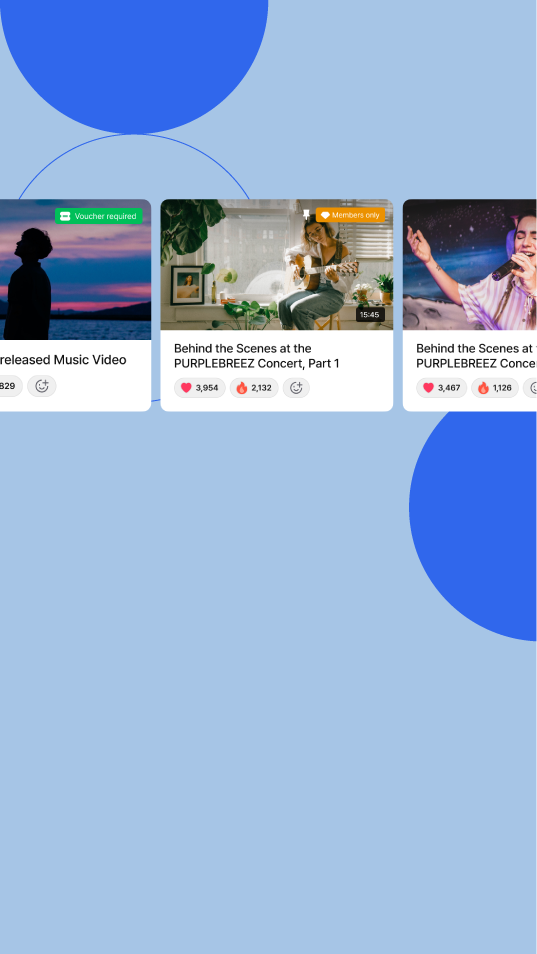 Voucher required
released Music Video
829
Members only
15:45
Behind the Scenes at the
PURPLEBREEZ Concert, Part 1
3,954
2,132
Behind the Scenes at
PURPLEBREEZ
3,467
1,126